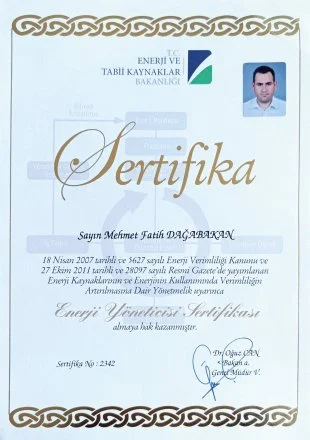 T.C.
ENERJİ VE
TABİİ KAYNAKLAR
BAKANLIĞI
Sertifika
Sayın Mehmet Fatih DAĞABAKAN
18 Nisan 2007 tarihli ve 5627 sayılı Enerji Verimliliği Kanunu ve
27 Ekim 2011 tarihli ve 28097 sayılı Resmi Gazete'de yayımlanan
Enerji Kaynaklarının ve Enerjinin Kullanımında Verimliliğin
Artırılmasına Dair Yönetmelik uyarınca
Enerji Yöneticisi Sertifikası
almaya hak kazanmıştır.
Sertifika No : 2342
Dr. Oğuz CAN
Bakan a.
Genel Müdür V.